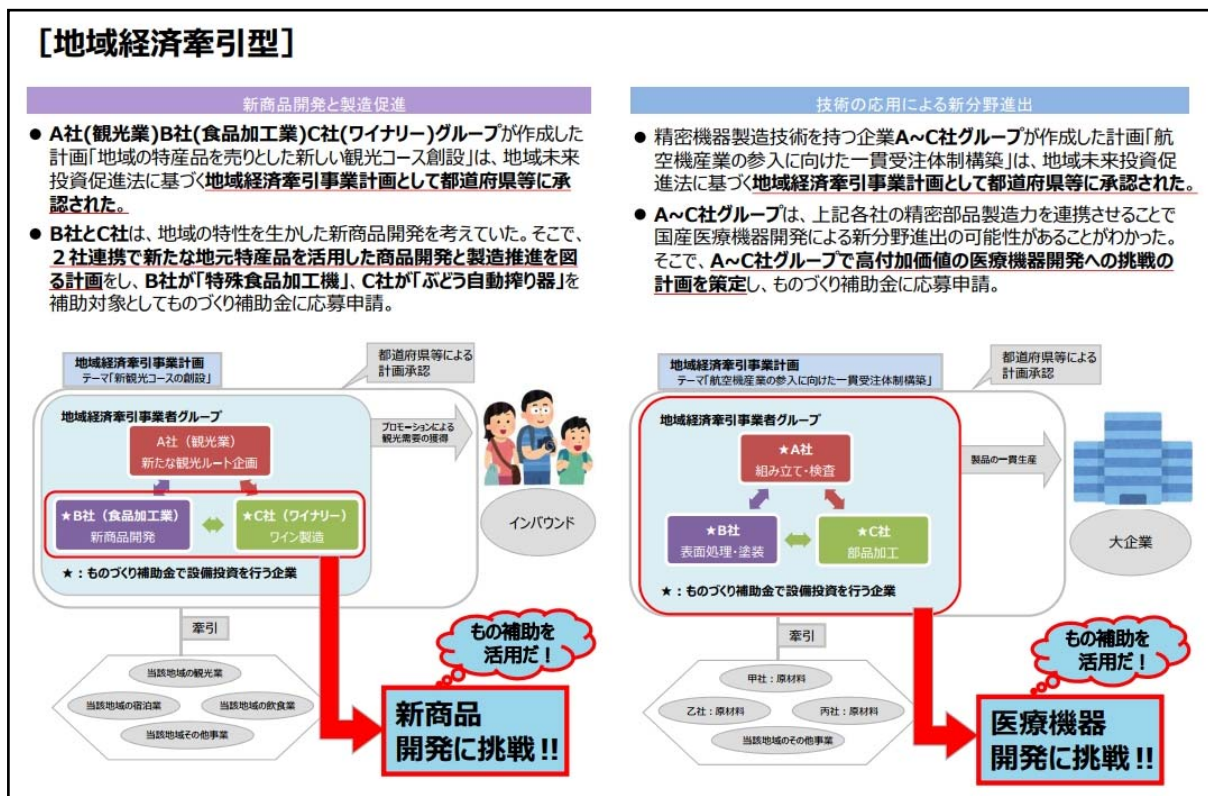 ［地域経済牽引型］
新商品開発と製造促進
● A社(観光業)B社(食品加工業)C社(ワイナリー)グループが作成した
計画「地域の特産品を売りとした新しい観光コース創設」は、地域未来
投資促進法に基づく地域経済牽引事業計画として都道府県等に承
認された。
● B社とC社は、地域の特性を生かした新商品開発を考えていた。そこで、
２社連携で新たな地元特産品を活用した商品開発と製造推進を図
る計画をし、B社が「特殊食品加工機」、C社が「ぶどう自動搾り器」を
補助対象としてものづくり補助金に応募申請。
地域経済牽引事業計画
テーマ「新観光コースの創設」
都道府県等による
計画承認
地域経済牽引事業者グループ
A社（観光業）
新たな観光ルート企画
★B社（食品加工業）
新商品開発
★C社（ワイナリー）
ワイン製造
★：ものづくり補助金で設備投資を行う企業
プロモーションによる
観光需要の獲得
インバウンド
牽引
当該地域の観光業
当該地域の宿泊業
当該地域の飲食業
当該地域その他事業
もの補助を
活用だ！
新商品
開発に挑戦!!
技術の応用による新分野進出
● 精密機器製造技術を持つ企業A~C社グループが作成した計画「航
空機産業の参入に向けた一貫受注体制構築」は、地域未来投資促
進法に基づく地域経済牽引事業計画として都道府県等に承認された。
● A~C社グループは、上記各社の精密部品製造力を連携させることで
国産医療機器開発による新分野進出の可能性があることがわかった。
そこで、A~C社グループで高付加価値の医療機器開発への挑戦の
計画を策定し、ものづくり補助金に応募申請。
地域経済牽引事業計画
テーマ「航空機産業の参入に向けた一貫受注体制構築」
都道府県等による
計画承認
地域経済牽引事業者グループ
★A社
組み立て・検査
★B社
表面処理・塗装
★C社
部品加工
★：ものづくり補助金で設備投資を行う企業
製品の一貫生産
大企業
牽引
甲社：原材料
乙社：原材料
丙社：原材料
当該地域のその他事業
もの補助を
活用だ！
医療機器
開発に挑戦!!